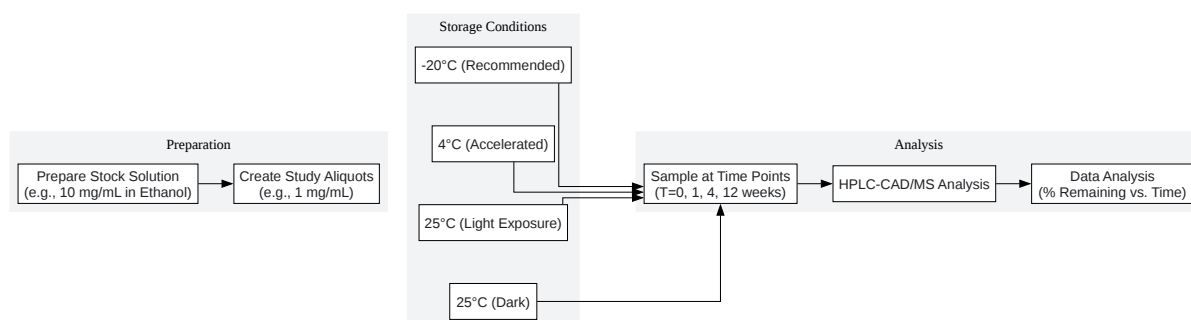 Preparation
Prepare Stock Solution
(e.g., 10 mg/mL in Ethanol)
Create Study Aliquots
(e.g., 1 mg/mL)
Storage Conditions
-20°C (Recommended)
4°C (Accelerated)
25°C (Light Exposure)
25°C (Dark)
Analysis
Sample at Time Points
(T=0, 1, 4, 12 weeks)
HPLC-CAD/MS Analysis
Data Analysis
(% Remaining vs. Time)